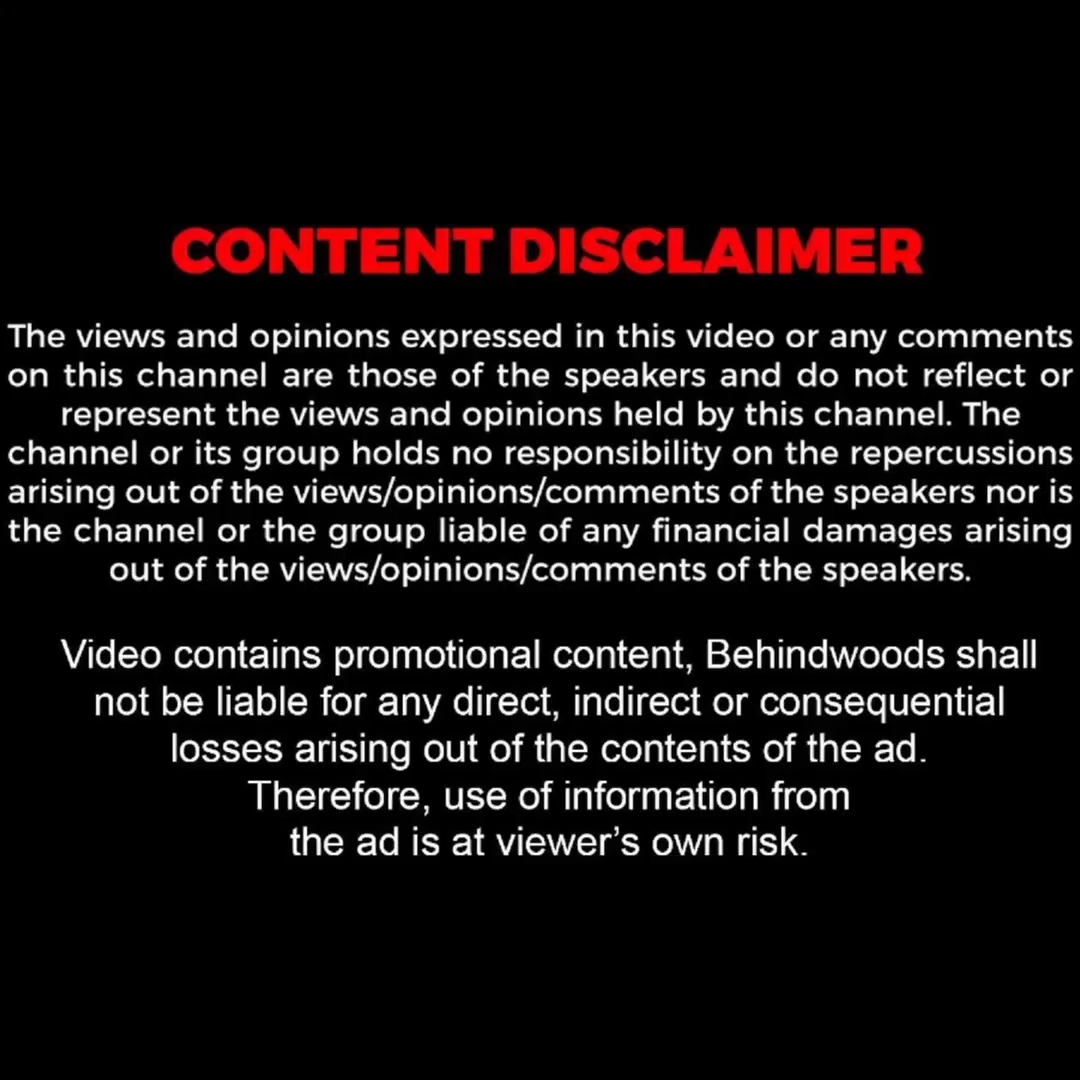 CONTENT DISCLAIMER
The views and opinions expressed in this video or any comments
on this channel are those of the speakers and do not reflect or
represent the views and opinions held by this channel. The
channel or its group holds no responsibility on the repercussions
arising out of the views/opinions/comments of the speakers nor is
the channel or the group liable of any financial damages arising
out of the views/opinions/comments of the speakers.
Video contains promotional content, Behindwoods shall
not be liable for any direct, indirect or consequential
losses arising out of the contents of the ad.
Therefore, use of information from
the ad is at viewer’s own risk.